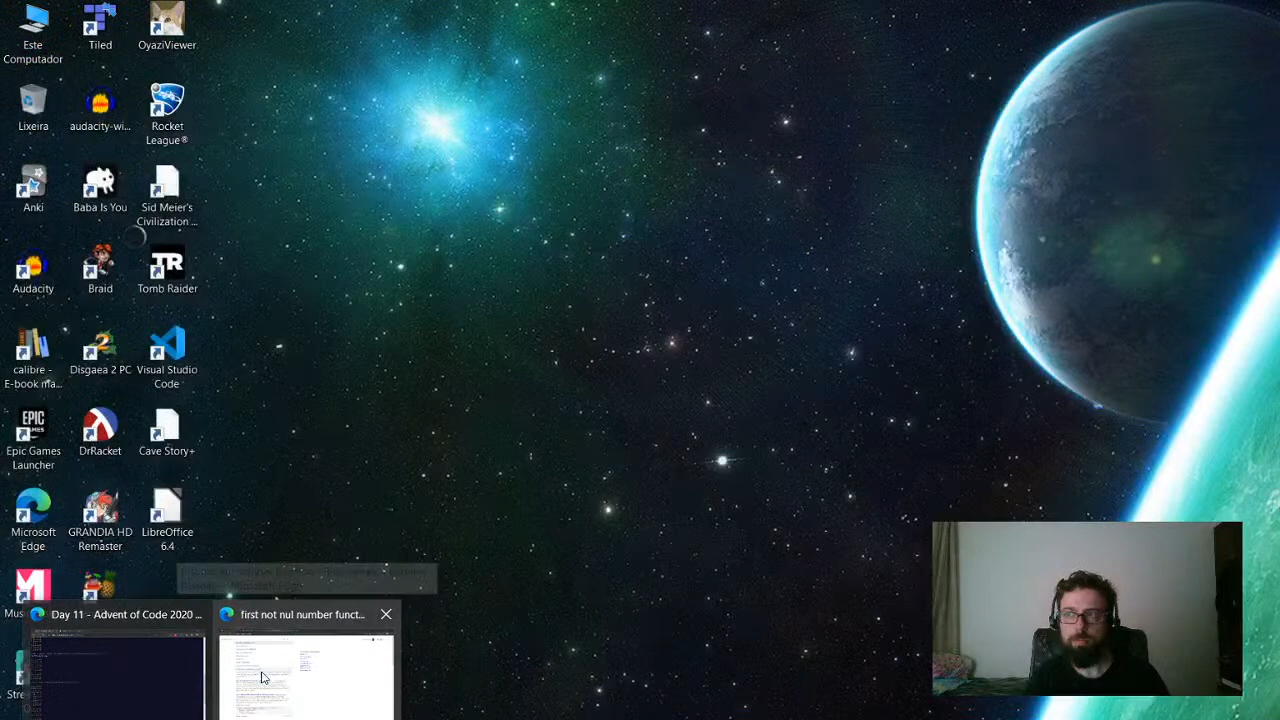 Este
Computador
Tiled
OyaziViewer
Lixeira
audacity-wi...
Rocket
League®
Anki
Baba Is You
Sid Meier's
Civilization ...
Audacity
Braid
TR
Tomb Raider
calibre -
E-book ma...
Disgaea 2 PC
Visual Studio
Code
EPIC
GAMES
Epic Games
Launcher
DrRacket
Cave Story+
Microsoft
Edge
GRANDIA HD
Remaster
LibreOffice
6.4
Mus
Day 11 - Advent of Code 2020 ...
first not nul number funct...